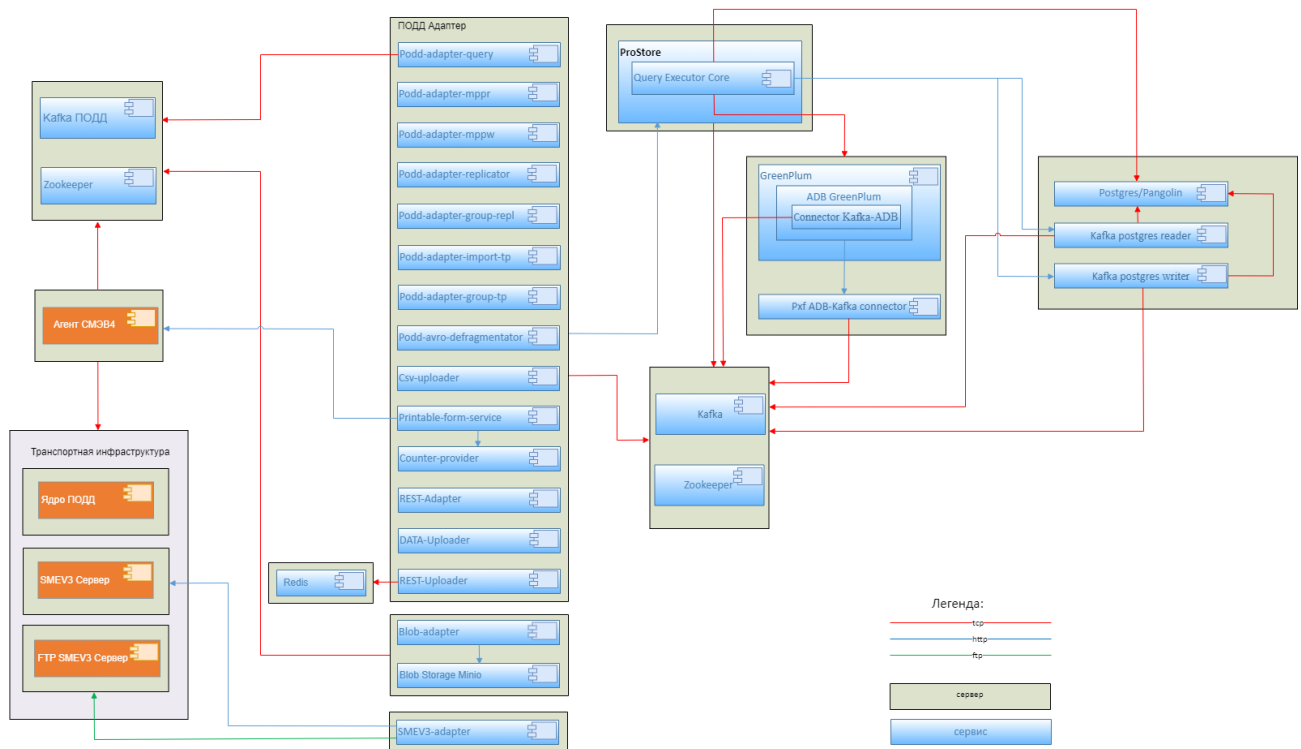 ПОДД Адаптер
Podd-adapter-query
Podd-adapter-mppr
Podd-adapter-mppw
Podd-adapter-replicator
Podd-adapter-group-repl
Podd-adapter-import-tp
Podd-adapter-group-tp
Podd-avro-defragmentator
Csv-uploader
Printable-form-service
Counter-provider
REST-Adapter
DATA-Uploader
REST-Uploader
Blob-adapter
Blob Storage Minio
SMEV3-adapter
Kafka ПОДД
Zookeeper
Агент СМЭВ4
Транспортная инфраструктура
Ядро ПОДД
SMEV3 Сервер
FTP SMEV3 Сервер
Redis
ProStore
Query Executor Core
GreenPlum
ADB GreenPlum
Connector Kafka-ADB
Pxf ADB-Kafka connector
Kafka
Zookeeper
Postgres/Pangolin
Kafka postgres reader
Kafka postgres writer
Легенда:
tcp
http
ftp
сервер
сервис